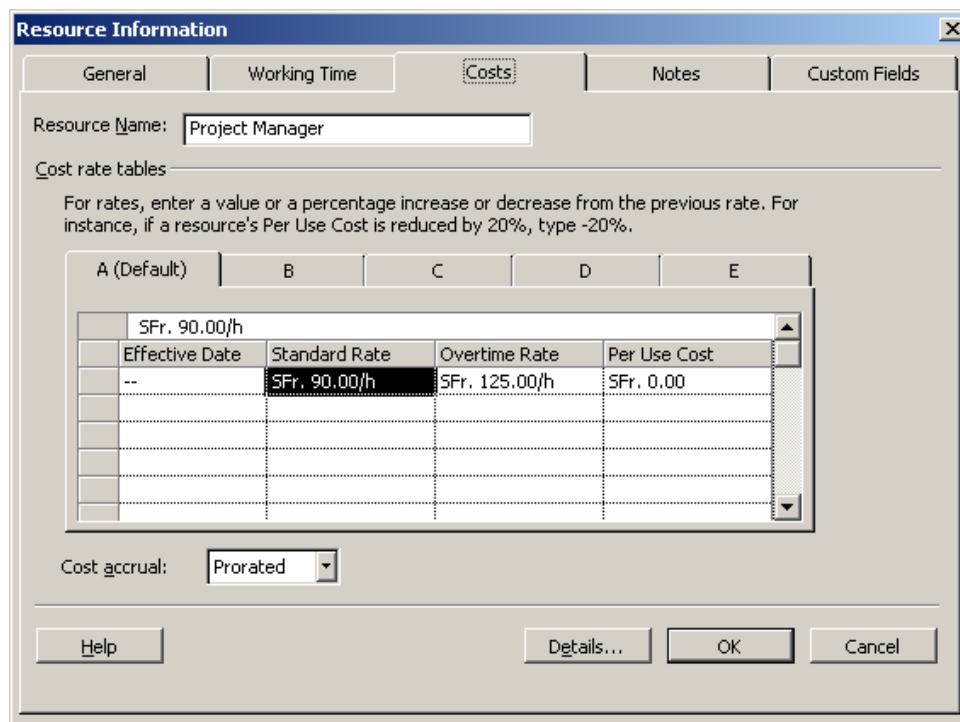 Resource Information
General Working Time Costs Notes Custom Fields
Resource Name: Project Manager
Cost rate tables
For rates, enter a value or a percentage increase or decrease from the previous rate. For
instance, if a resource's Per Use Cost is reduced by 20%, type -20%.
A (Default) B C D E
SFr. 90.00/h
Effective Date Standard Rate Overtime Rate Per Use Cost
-- SFr. 90.00/h SFr. 125.00/h SFr. 0.00
Cost accrual: Prorated
Help Details... OK Cancel